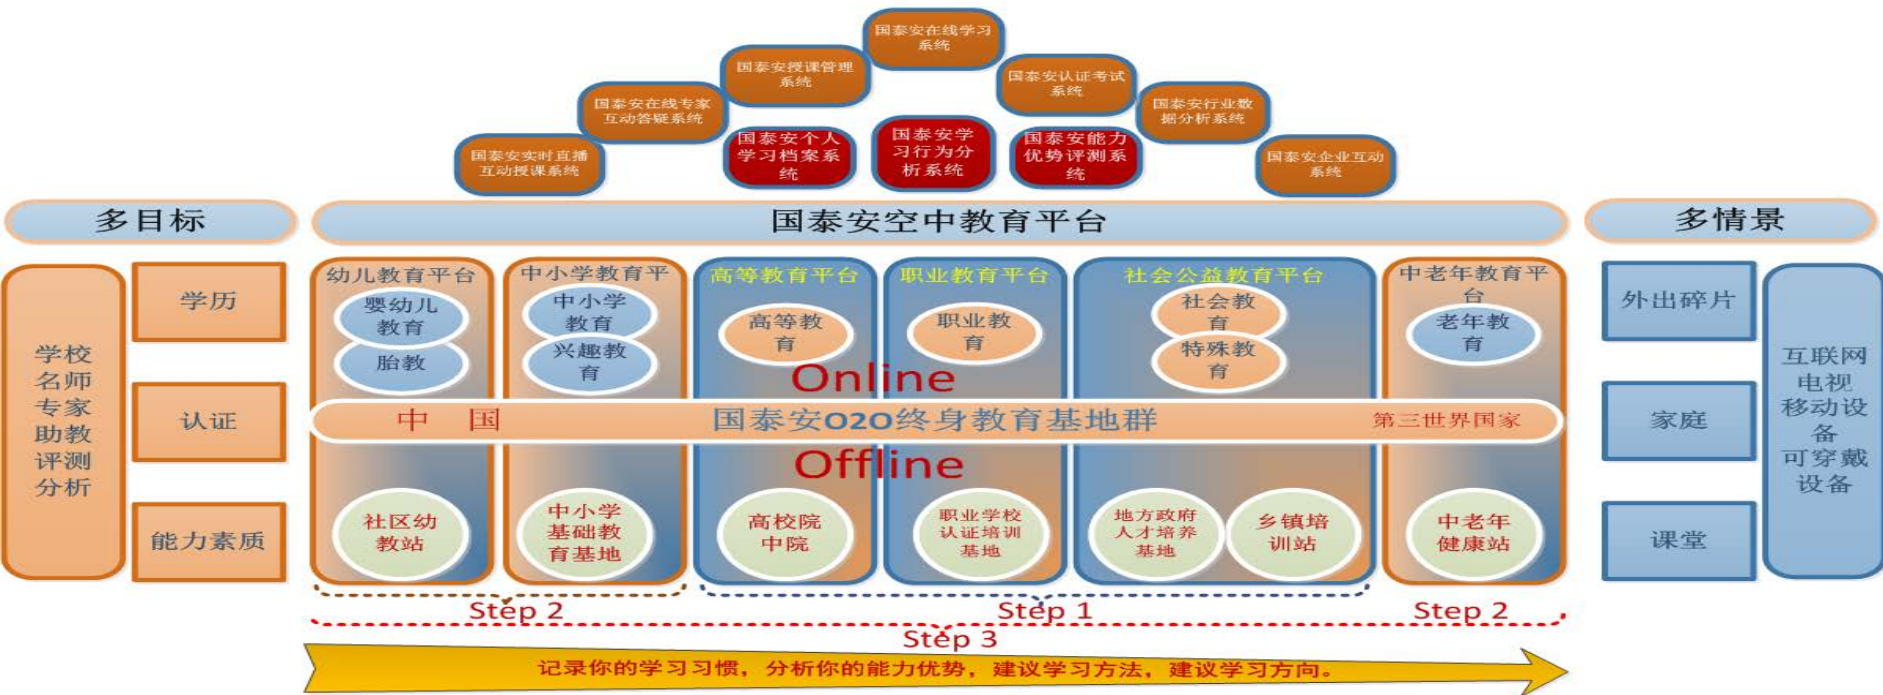 国泰安在线学习
系统
国泰安授课管理
系统
国泰安认证考试
系统
国泰安在线专家
互动答疑系统
国泰安行业数
据分析系统
国泰安实时直播
互动授课系统
国泰安个人
学习档案系
统
国泰安学
习行为分
析系统
国泰安能力
优势评测系
统
国泰安企业互动
系统
多目标
国泰安空中教育平台
多情景
学校
名师
专家
助教
评测
分析
学历
认证
能力素质
幼儿教育平台
婴幼儿
教育
胎教
中小学教育平
中小学
教育
兴趣教
育
高等教育平台
高等教
育
职业教育平台
职业教
育
社会公益教育平台
社会教
育
特殊教
育
中老年教育平
台
老年教
育
Online
中 国
国泰安O2O终身教育基地群
第三世界国家
Offline
社区幼
教站
中小学
基础教
育基地
高校院
中院
职业学校
认证培训
基地
地方政府
人才培养
基地
乡镇培
训站
中老年
健康站
外出碎片
家庭
课堂
互联网
电视
移动设
备
可穿戴
设备
Step 2
Step 1
Step 2
Step 3
记录你的学习习惯，分析你的能力优势，建议学习方法，建议学习方向。